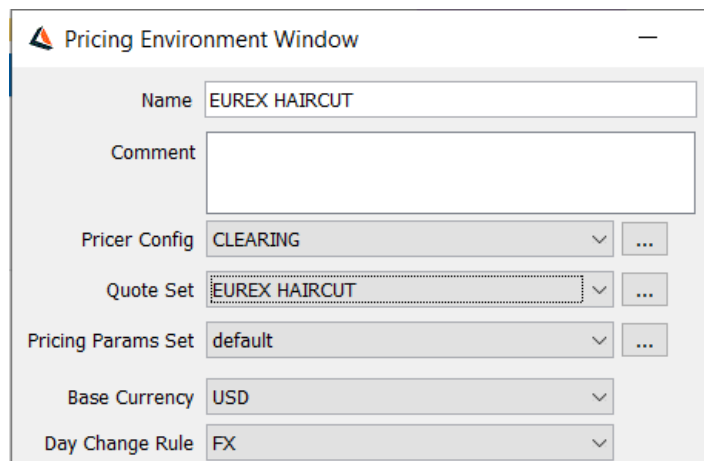 Pricing Environment Window
Name EUREX HAIRCUT
Comment
Pricer Config CLEARING ...
Quote Set EUREX HAIRCUT ...
Pricing Params Set default ...
Base Currency USD
Day Change Rule FX